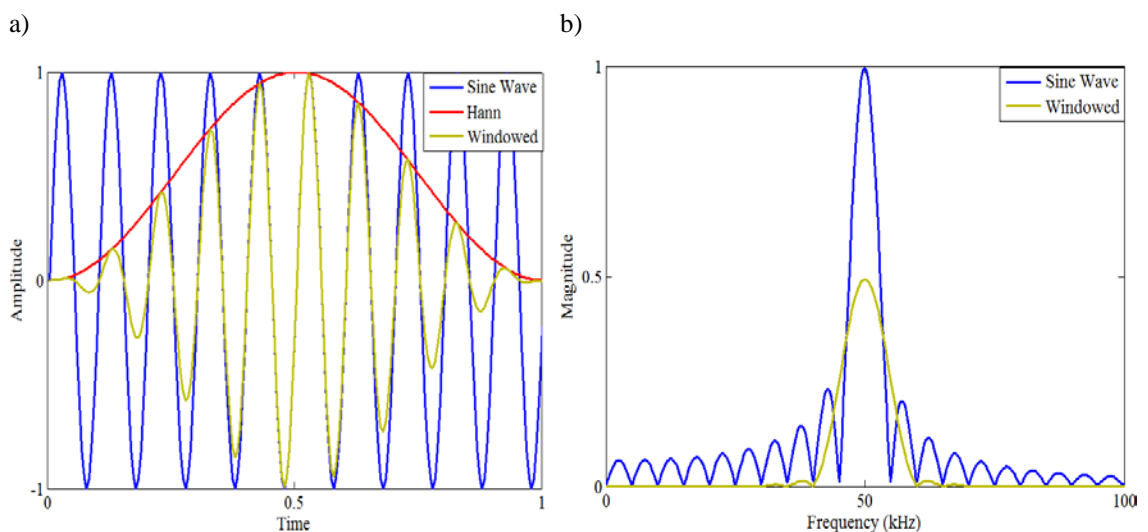 a)
b)
1
Sine Wave
Hann
Windowed
Amplitude
0
-1
0
0.5
1
Time
1
Sine Wave
Windowed
Magnitude
0.5
0
0
50
100
Frequency (kHz)